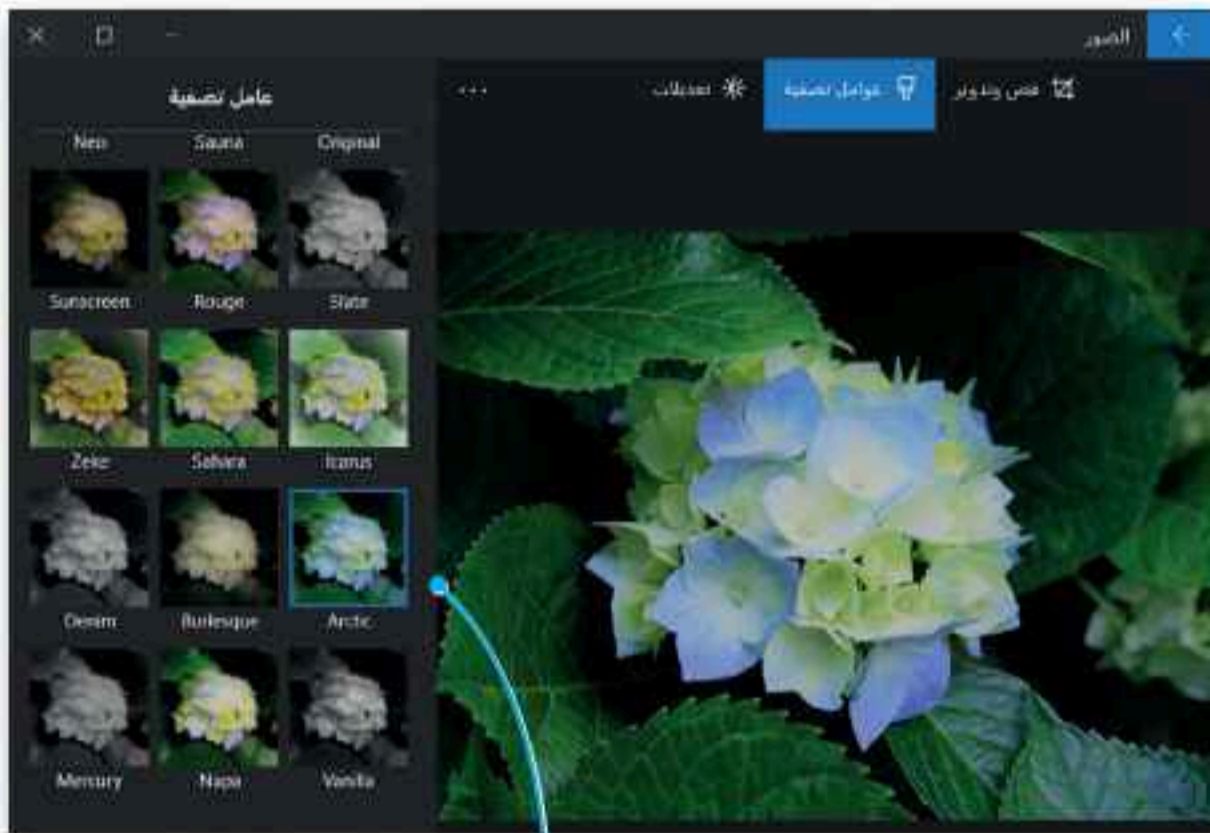 الصور
قص وتدوير
عوامل تصفية
تعديلات
عامل تصفية
Original
Sauna
Neo
Slate
Rouge
Sunscreen
Icarus
Sahara
Zeke
Arctic
Burlesque
Denim
Vanilla
Napa
Mercury